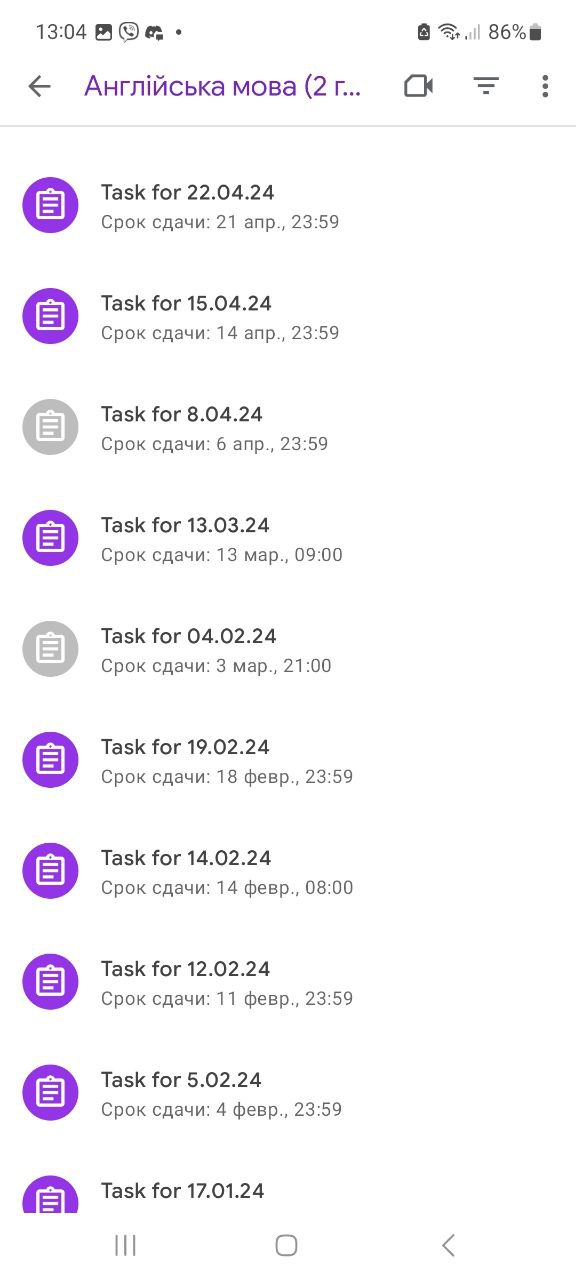 13:04
86%
Англійська мова (2 г...
Task for 22.04.24
Срок сдачи: 21 апр., 23:59
Task for 15.04.24
Срок сдачи: 14 апр., 23:59
Task for 8.04.24
Срок сдачи: 6 апр., 23:59
Task for 13.03.24
Срок сдачи: 13 мар., 09:00
Task for 04.02.24
Срок сдачи: 3 мар., 21:00
Task for 19.02.24
Срок сдачи: 18 февр., 23:59
Task for 14.02.24
Срок сдачи: 14 февр., 08:00
Task for 12.02.24
Срок сдачи: 11 февр., 23:59
Task for 5.02.24
Срок сдачи: 4 февр., 23:59
Task for 17.01.24